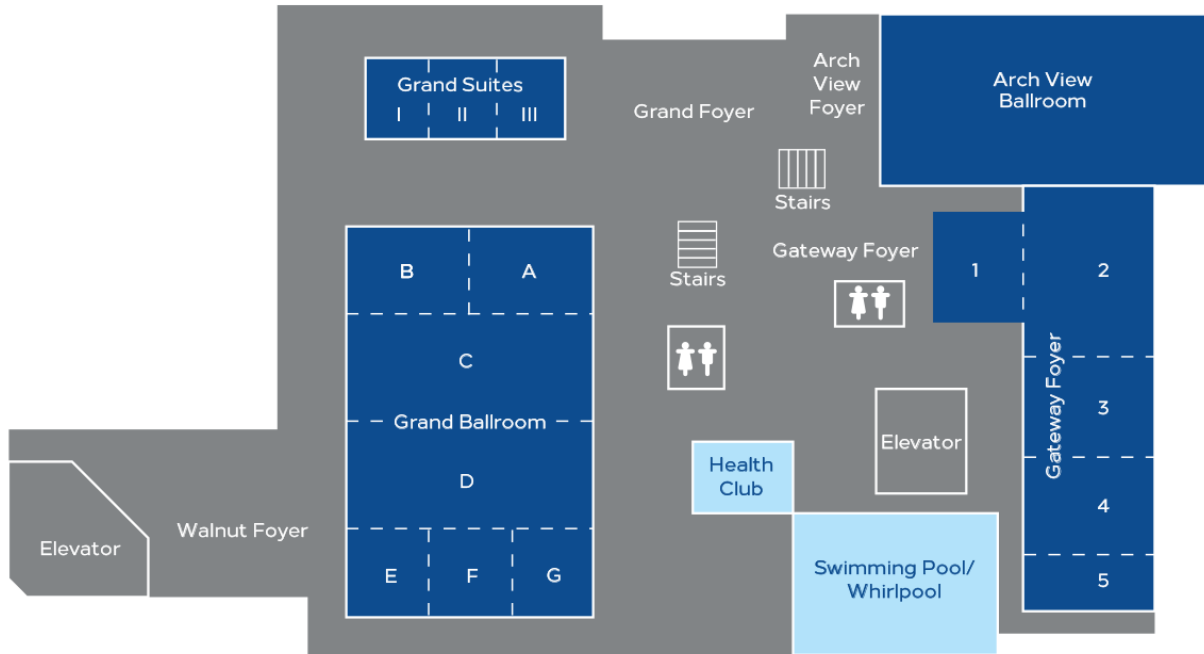 Grand Suites
I
II
III
Grand Foyer
Arch
View
Foyer
Arch View
Ballroom
Stairs
Stairs
Gateway Foyer
B
A
1
2
C
Grand Ballroom
D
Gateway Foyer
3
Elevator
4
Health
Club
Walnut Foyer
Elevator
E
F
G
Swimming Pool/
Whirlpool
5